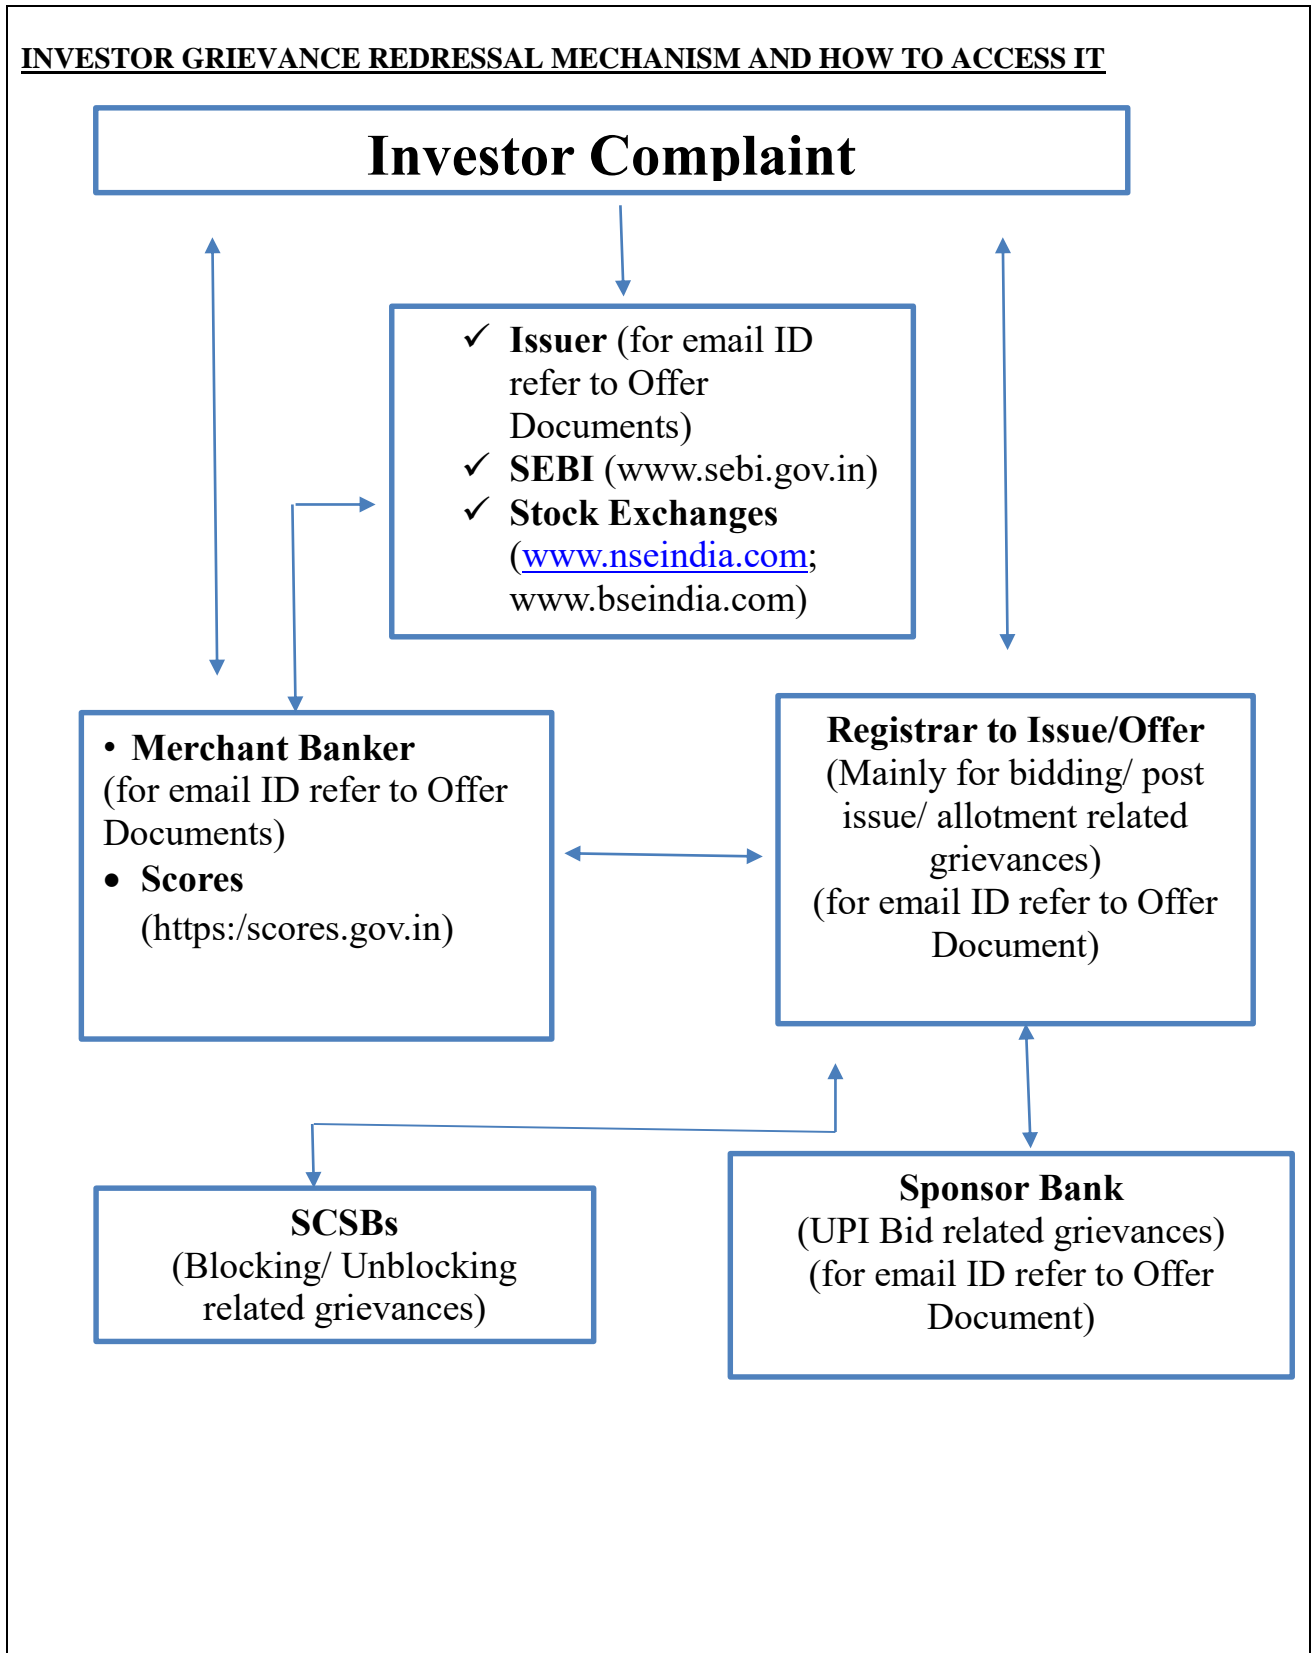 INVESTOR GRIEVANCE REDRESSAL MECHANISM AND HOW TO ACCESS IT
Investor Complaint
✓ Issuer (for email ID
refer to Offer
Documents)
✓ SEBI (www.sebi.gov.in)
✓ Stock Exchanges
(www.nseindia.com;
www.bseindia.com)
• Merchant Banker
(for email ID refer to Offer
Documents)
• Scores
(https:/scores.gov.in)
Registrar to Issue/Offer
(Mainly for bidding/ post
issue/ allotment related
grievances)
(for email ID refer to Offer
Document)
SCSBs
(Blocking/ Unblocking
related grievances)
Sponsor Bank
(UPI Bid related grievances)
(for email ID refer to Offer
Document)